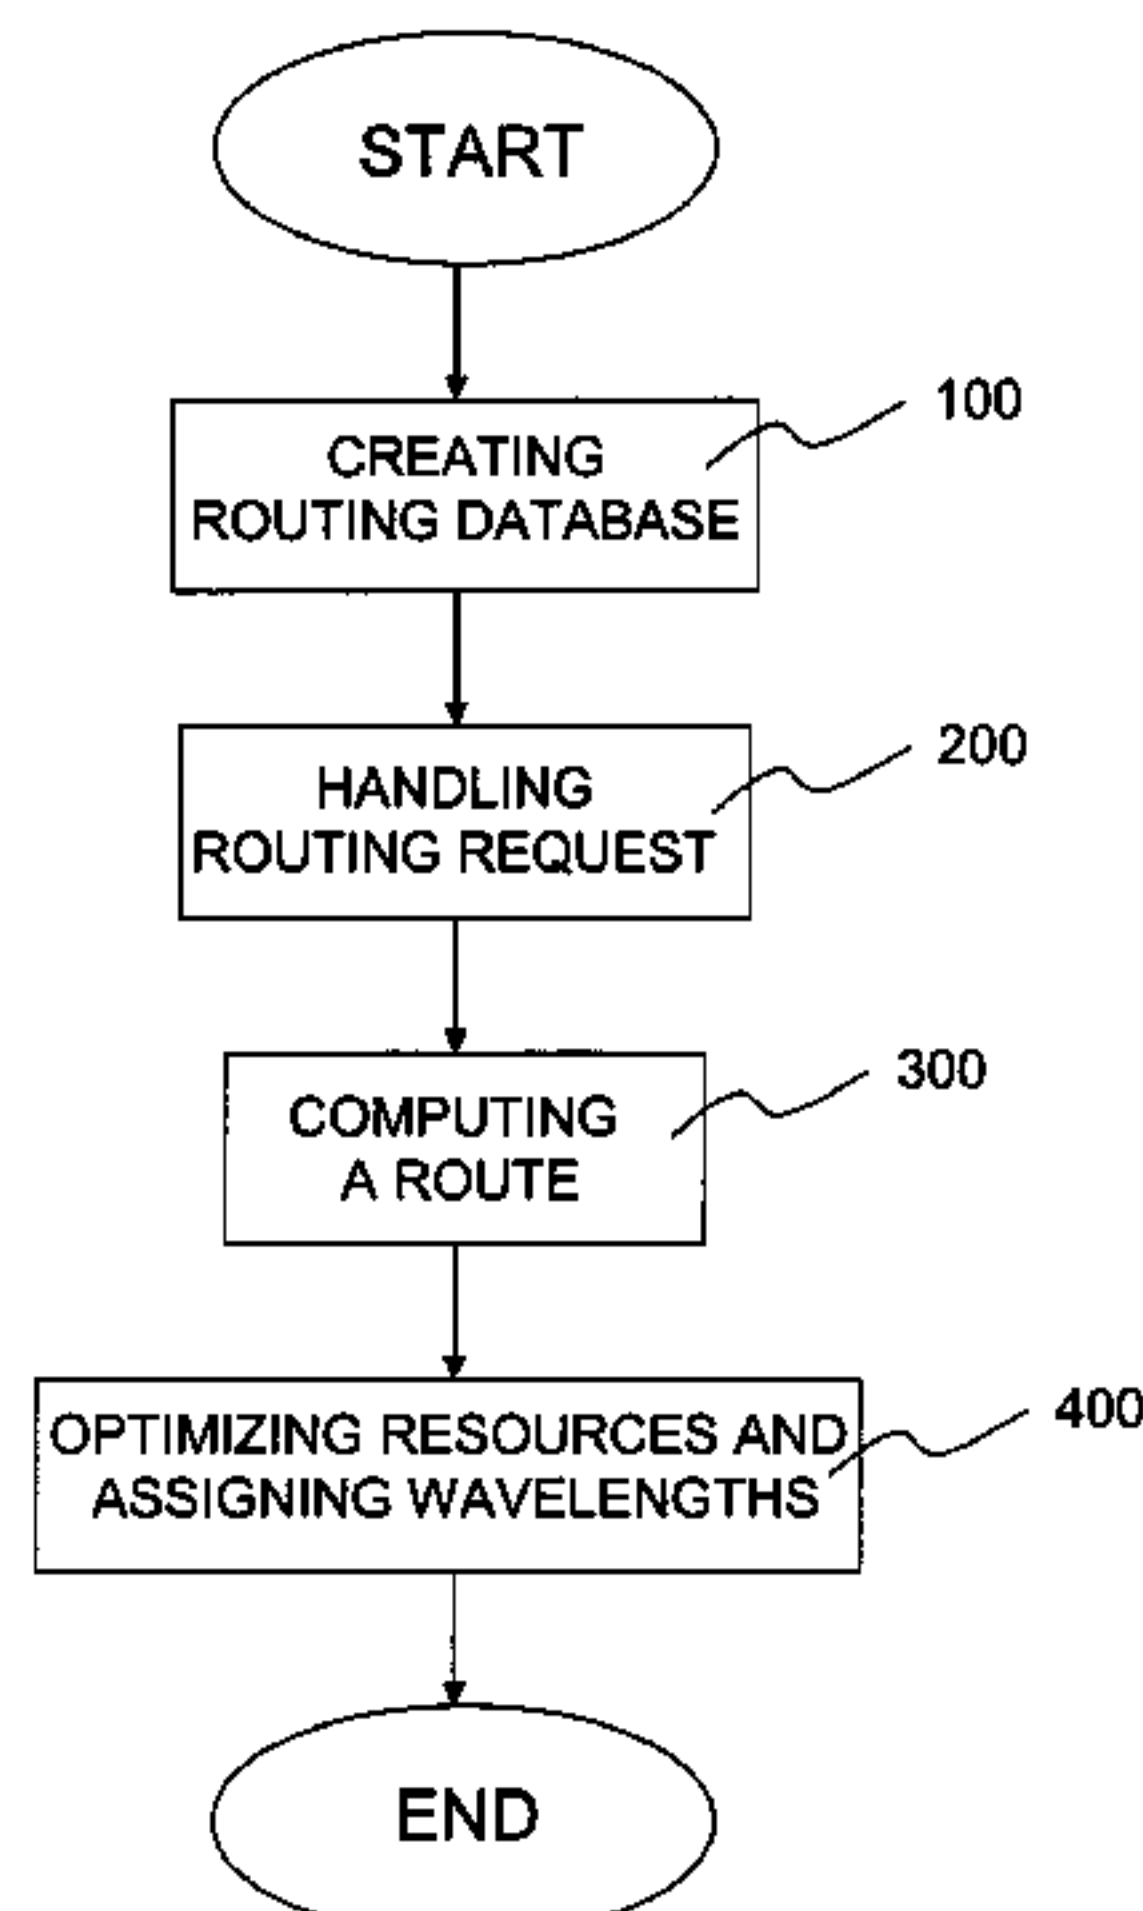 START
100
CREATING
ROUTING DATABASE
200
HANDLING
ROUTING REQUEST
300
COMPUTING
A ROUTE
400
OPTIMIZING RESOURCES AND
ASSIGNING WAVELENGTHS
END